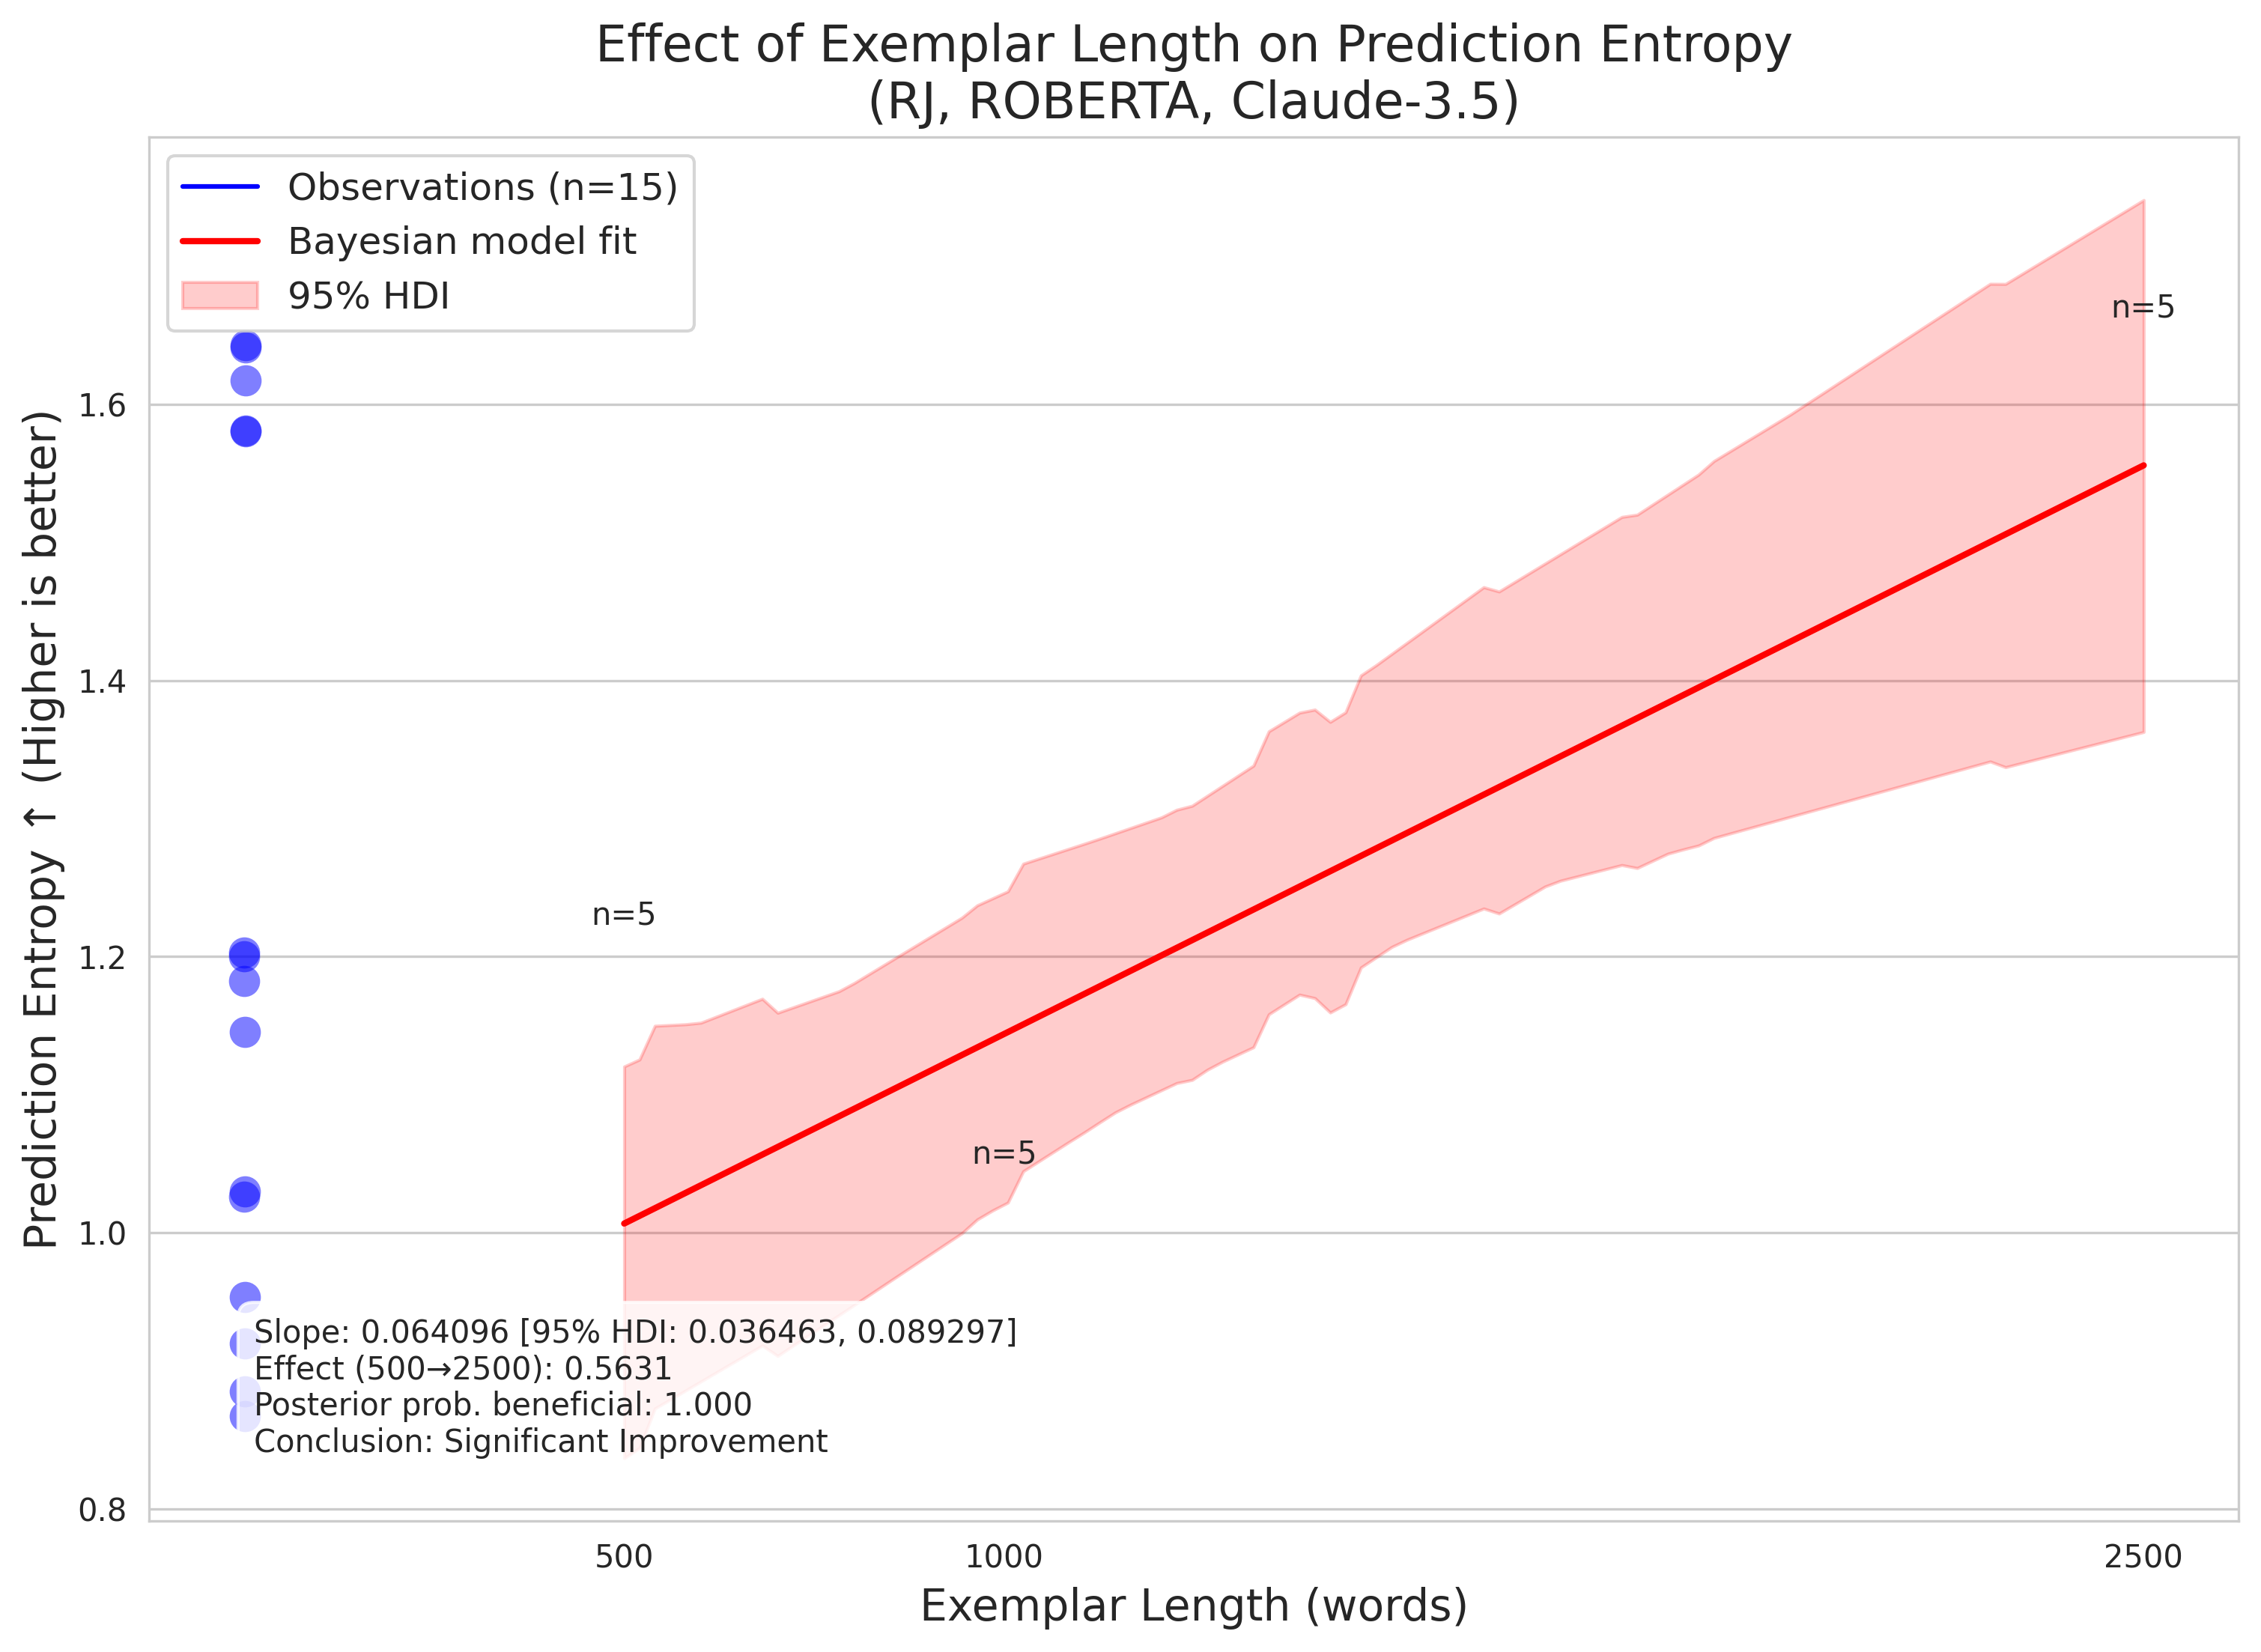 Effect of Exemplar Length on Prediction Entropy
(RJ, ROBERTA, Claude-3.5)
Observations (n=15)
Bayesian model fit
95% HDI
n=5
n=5
n=5
Prediction Entropy ↑ (Higher is better)
1.6
1.4
1.2
1.0
0.8
Slope: 0.064096 [95% HDI: 0.036463, 0.089297]
Effect (500→2500): 0.5631
Posterior prob. beneficial: 1.000
Conclusion: Significant Improvement
500
1000
2500
Exemplar Length (words)